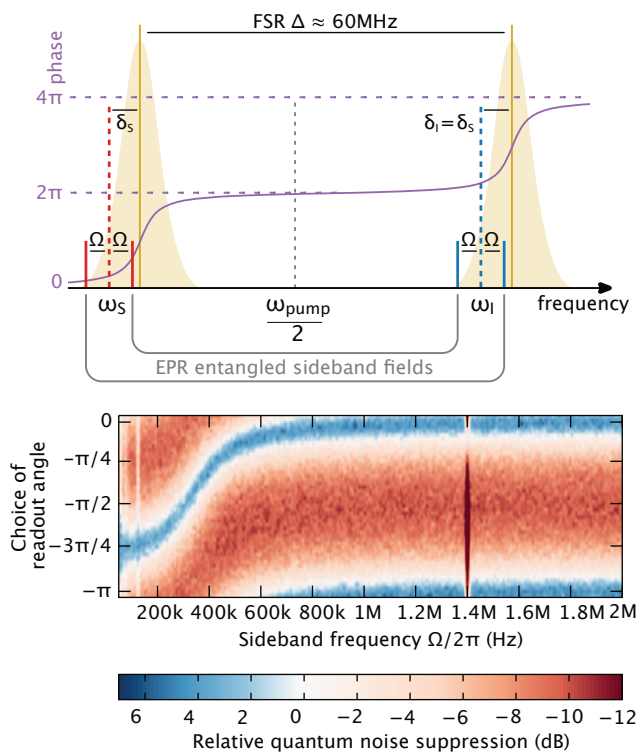 FSR Δ ≈ 60MHz
phase
4π
δS
δI=δS
2π
Ω Ω
Ω Ω
0
ωS
ωpump
2
ωI
frequency
EPR entangled sideband fields
Choice of
readout angle
0
-π/4
-π/2
-3π/4
-π
200k 400k 600k 800k 1M 1.2M 1.4M 1.6M 1.8M 2M
Sideband frequency Ω/2π (Hz)
6 4 2 0 −2 −4 −6 −8 −10 −12
Relative quantum noise suppression (dB)